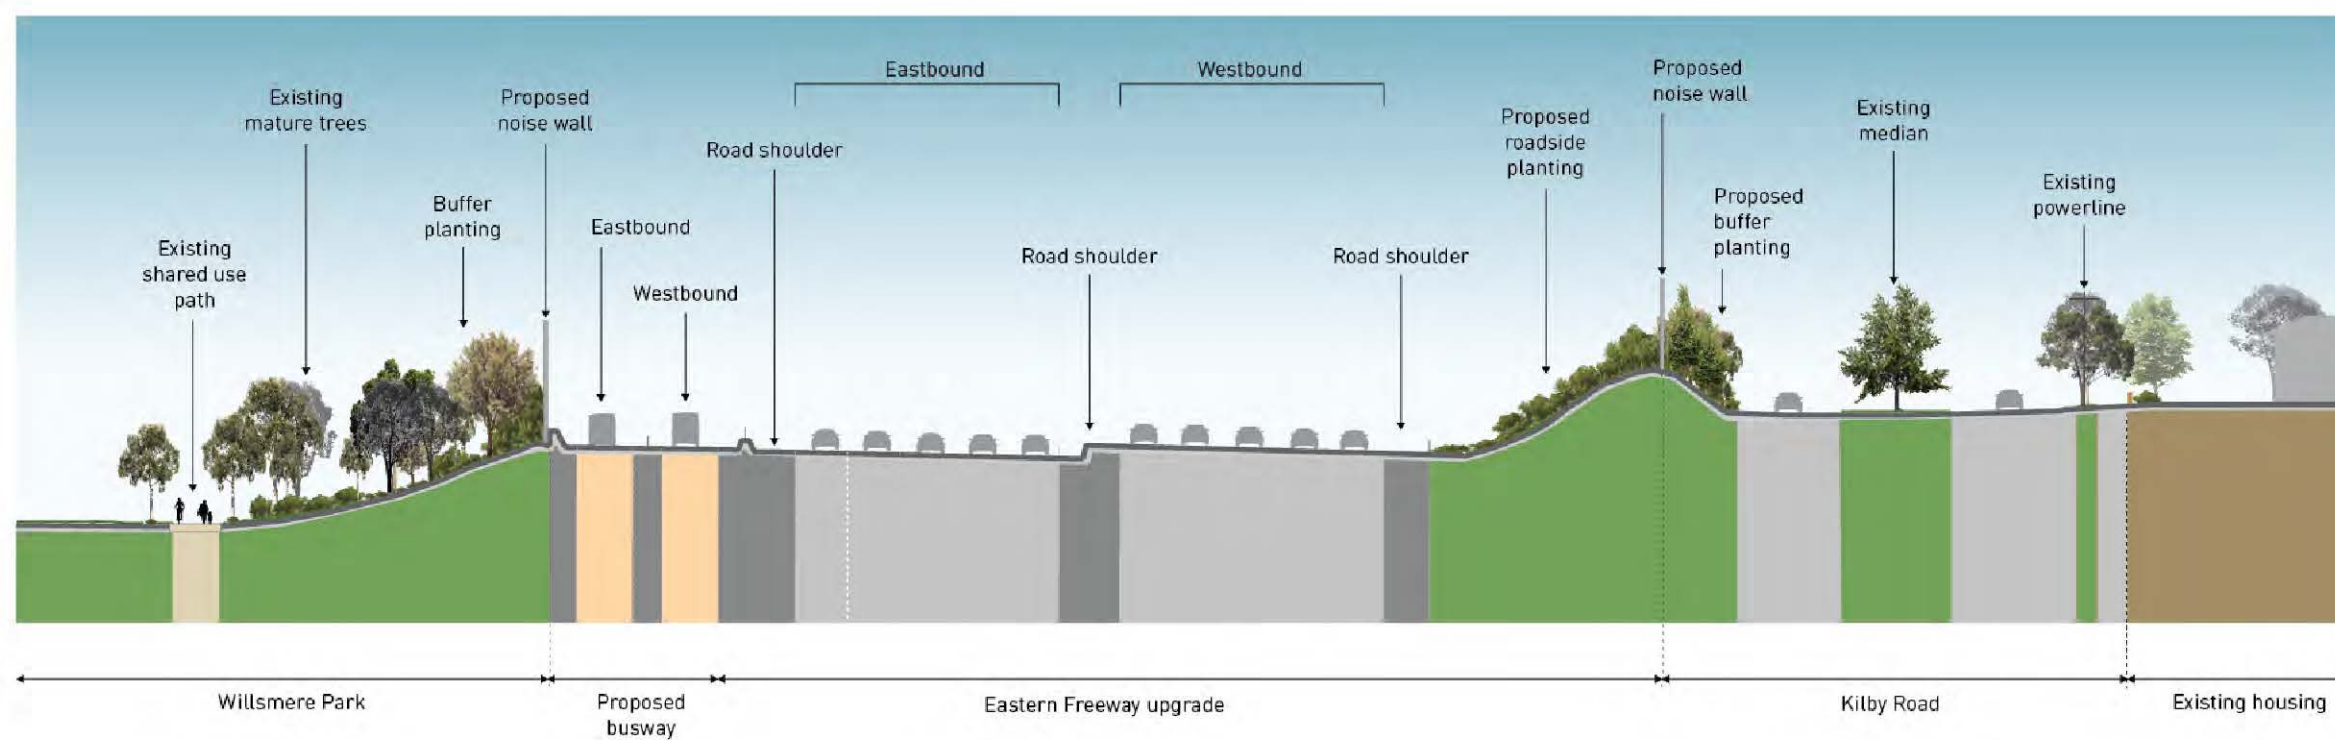 Existing
mature trees
Proposed
noise wall
Eastbound
Westbound
Proposed
noise wall
Existing
median
Proposed
roadside
planting
Road shoulder
Existing
powerline
Buffer
planting
Eastbound
Proposed
buffer
planting
Existing
shared use
path
Westbound
Road shoulder
Road shoulder
Willsmere Park
Proposed
busway
Eastern Freeway upgrade
Kilby Road
Existing housing